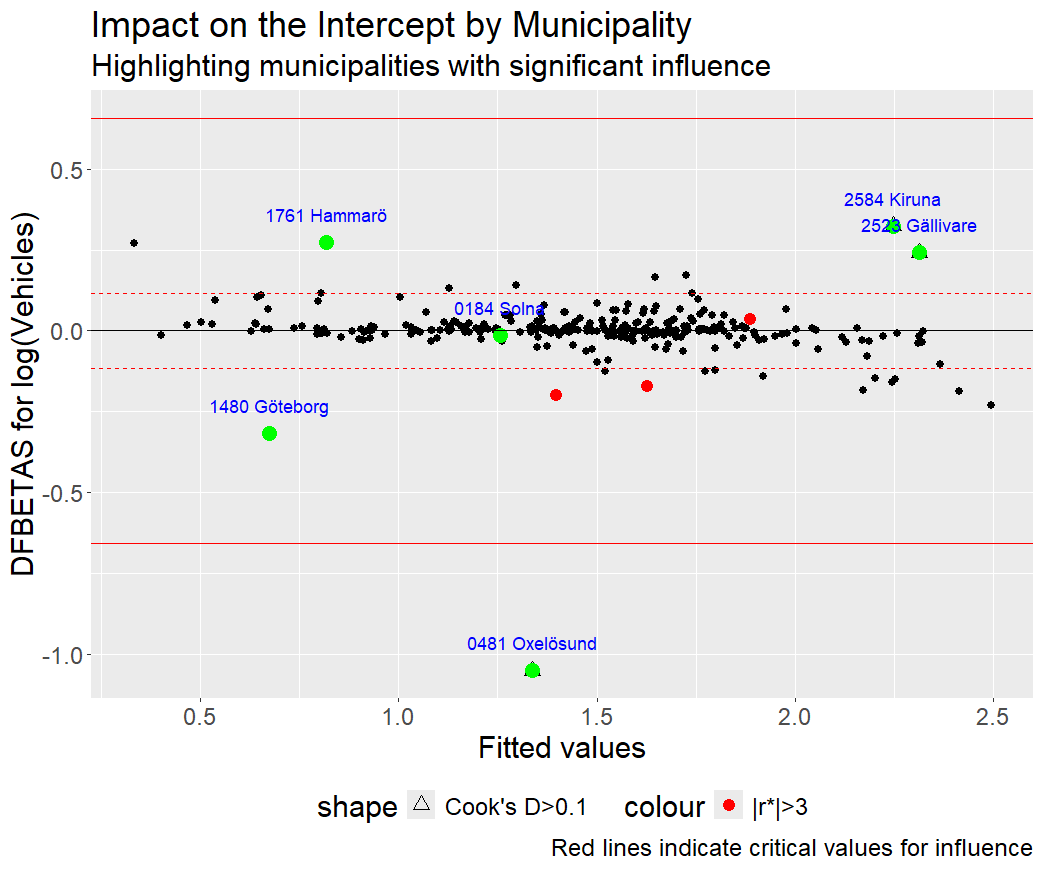 Impact on the Intercept by Municipality
Highlighting municipalities with significant influence
DFBETAS for log(Vehicles)
0.5
0.0
-0.5
-1.0
2584 Kiruna
1761 Hammarö
2523 Gällivare
0184 Solna
1480 Göteborg
0481 Oxelösund
0.5 1.0 1.5 2.0 2.5
Fitted values
shape Cook's D>0.1 colour |r*|>3
Red lines indicate critical values for influence